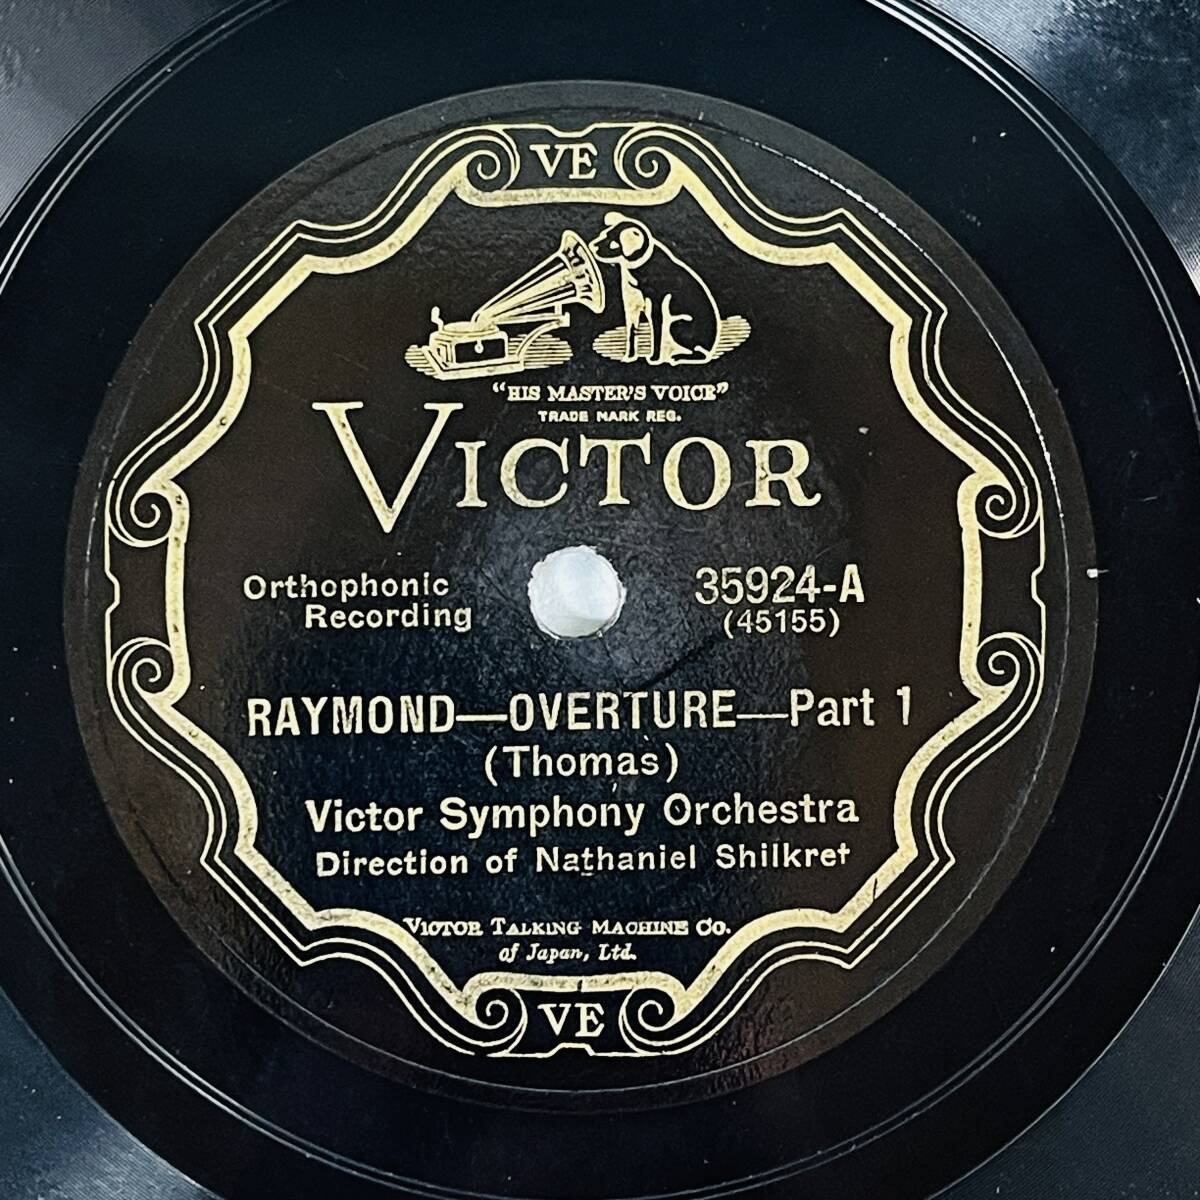 VE
“HIS MASTER'S VOICE”
TRADE MARK REG.
VICTOR
Orthophonic
Recording
35924-A
(45155)
RAYMOND—OVERTURE—Part 1
(Thomas)
Victor Symphony Orchestra
Direction of Nathaniel Shilkret
VICTOR TALKING MACHINE CO.
of Japan, Ltd.
VE